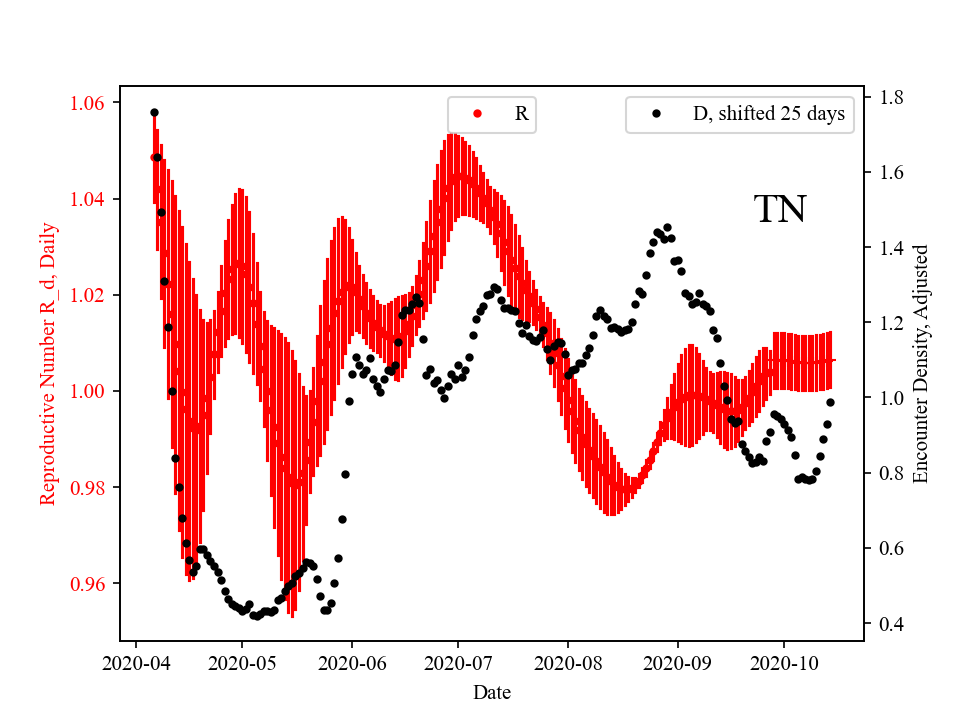 R
D, shifted 25 days
TN
Reproductive Number R_d, Daily
1.06
1.04
1.02
1.00
0.98
0.96
1.8
1.6
1.4
1.2
1.0
0.8
0.6
0.4
Encounter Density, Adjusted
2020-04 2020-05 2020-06 2020-07 2020-08 2020-09 2020-10
Date